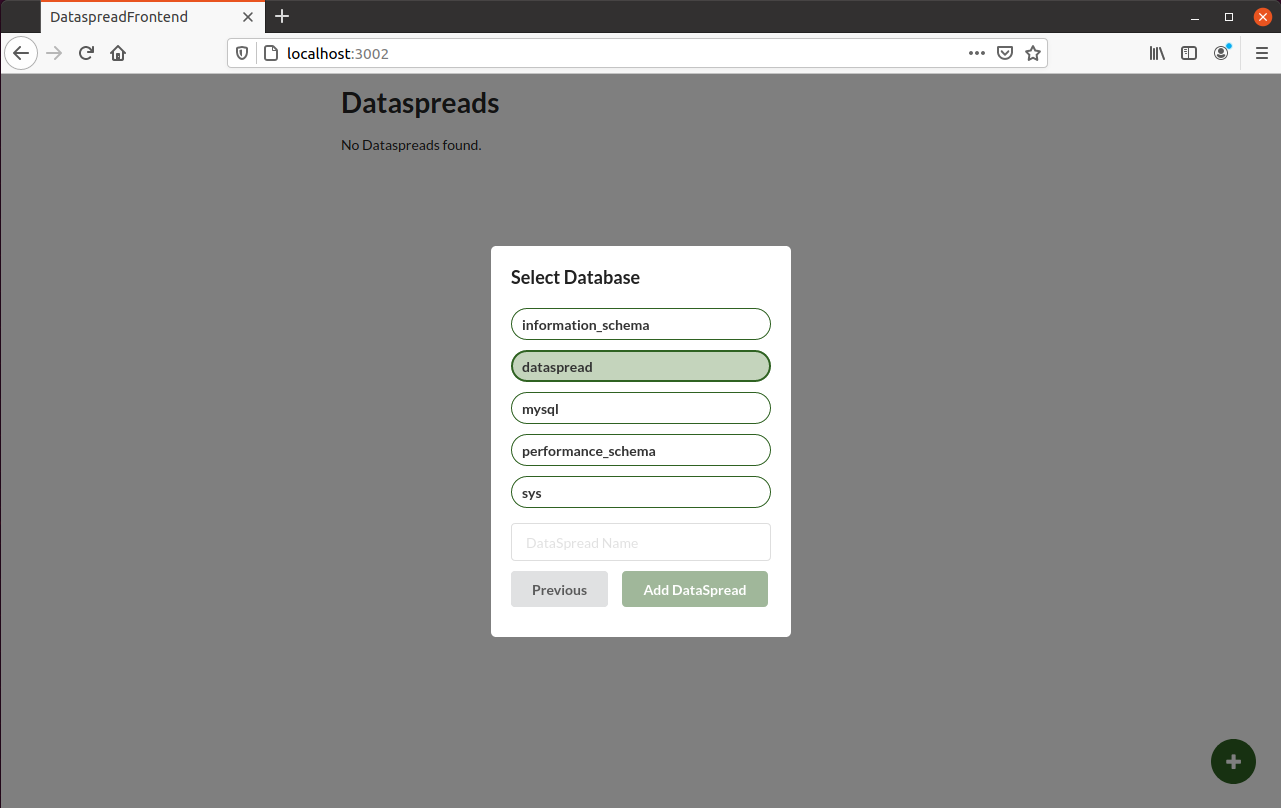 DataspreadFrontend
localhost:3002
Dataspreads
No Dataspreads found.
Select Database
information_schema
dataspread
mysql
performance_schema
sys
DataSpread Name
Previous Add DataSpread